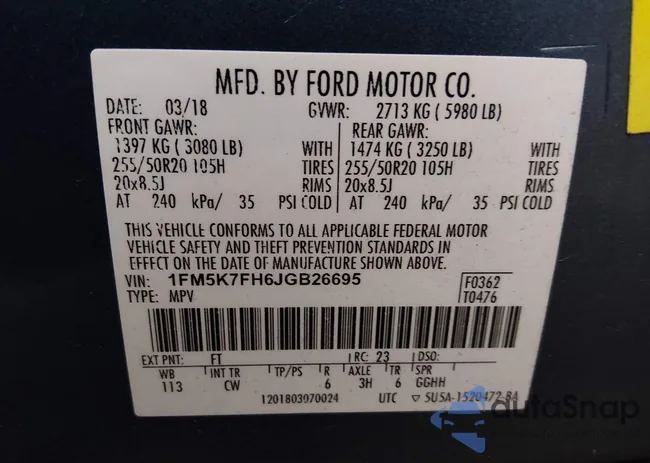 MFD. BY FORD MOTOR CO.
DATE: 03/18 GVWR: 2713 KG ( 5980 LB)
FRONT GAWR: REAR GAWR:
1397 KG ( 3080 LB) WITH 1474 KG ( 3250 LB) WITH
255/50R20 105H TIRES 255/50R20 105H TIRES
20x8.5J RIMS 20x8.5J RIMS
AT 240 kPa/ 35 PSI COLD AT 240 kPa/ 35 PSI COLD
THIS VEHICLE CONFORMS TO ALL APPLICABLE FEDERAL MOTOR
VEHICLE SAFETY AND THEFT PREVENTION STANDARDS IN
EFFECT ON THE DATE OF MANUFACTURE SHOWN ABOVE.
VIN: 1FM5K7FH6JGB26695 F0362
TYPE: MPV T0476
EXT PNT: FT RC: 23 DSO:
WB INT TR TP/PS R AXLE TR SPR
113 CW 6 3H 6 GGHH
1201803070024 UTC ▽ 5U5A-1520472-BA
autoSnap